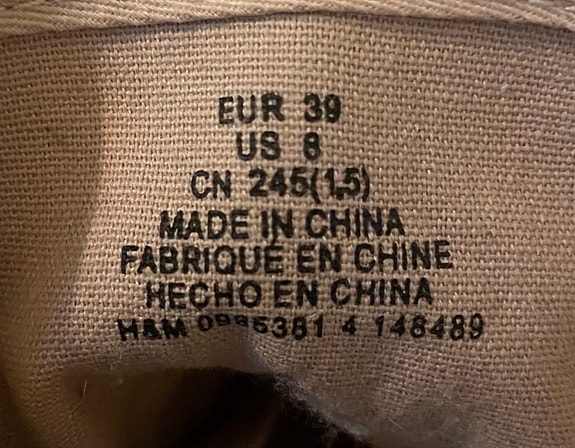 EUR 39
US 8
CN 245(1,5)
MADE IN CHINA
FABRIQUE EN CHINE
HECHO EN CHINA
H&M 0985381 4 148489